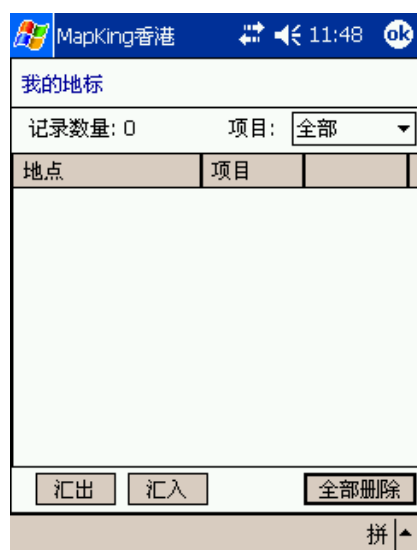 MapKing香港 11:48 ok
我的地标
记录数量: 0 项目: 全部
地点 项目
汇出 汇入 全部删除
拼